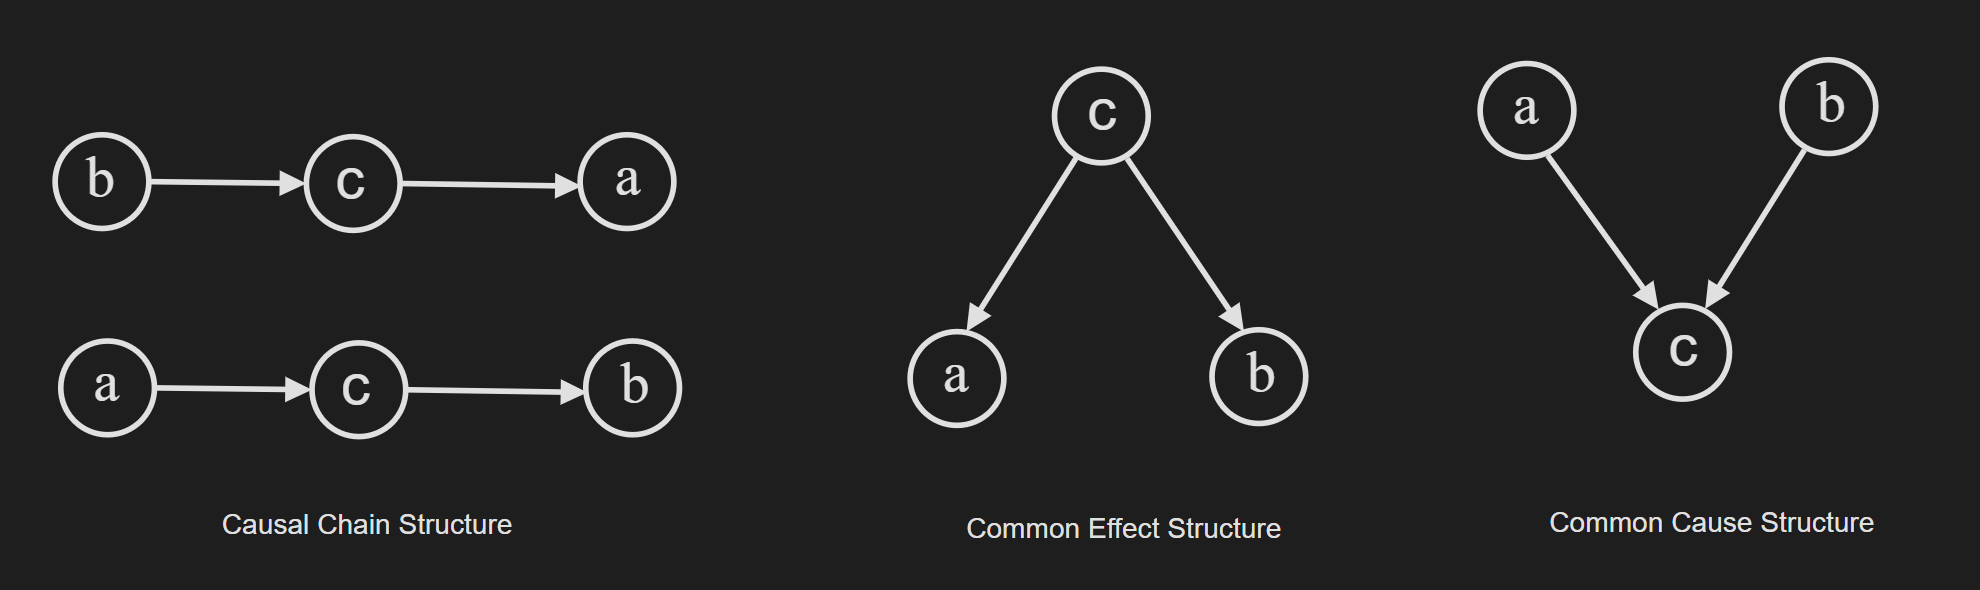 b c a
a c b
Causal Chain Structure
c
a b
Common Effect Structure
a b
c
Common Cause Structure